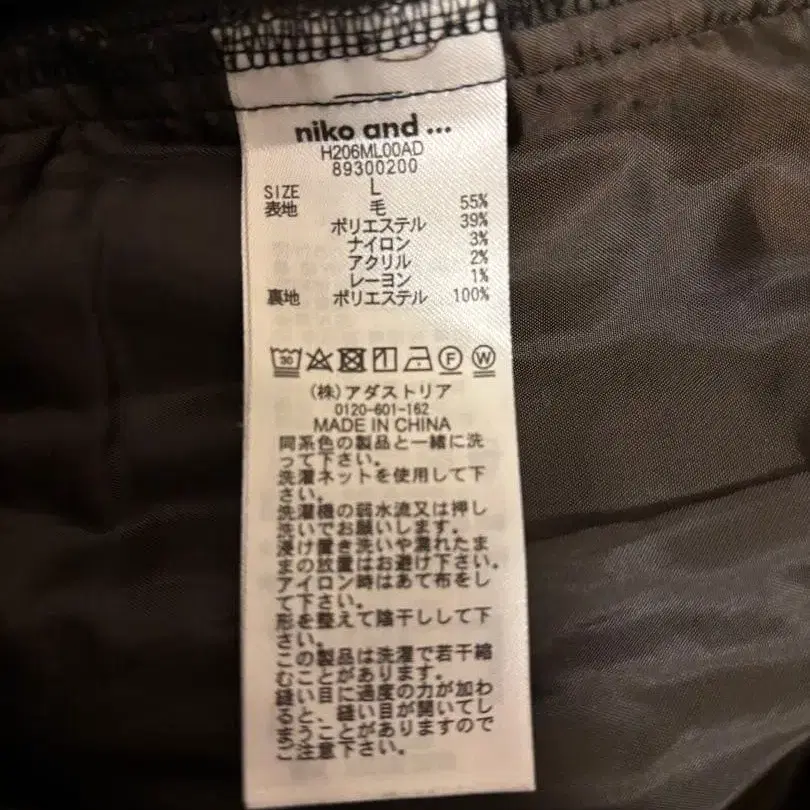 niko and ...
H206ML00AD
89300200
SIZE L
表地 毛 55%
ポリエステル 39%
ナイロン 3%
アクリル 2%
レーヨン 1%
裏地 ポリエステル 100%
30 F W
(株)アダストリア
0120-601-162
MADE IN CHINA
同系色の製品と一緒に洗
って下さい。
洗濯ネットを使用して下
さい。
洗濯機の弱水流又は押し
洗いでお願いします。
浸け置き洗いや濡れたま
まの放置はお避け下さい。
アイロン時はあて布をし
て下さい。
形を整えて陰干しして下
さい。
この製品は洗濯で若干縮
むことがあります。
縫い目に過度の力が加わ
ると、縫い目が開いてし
まうことがありますので
ご注意下さい。